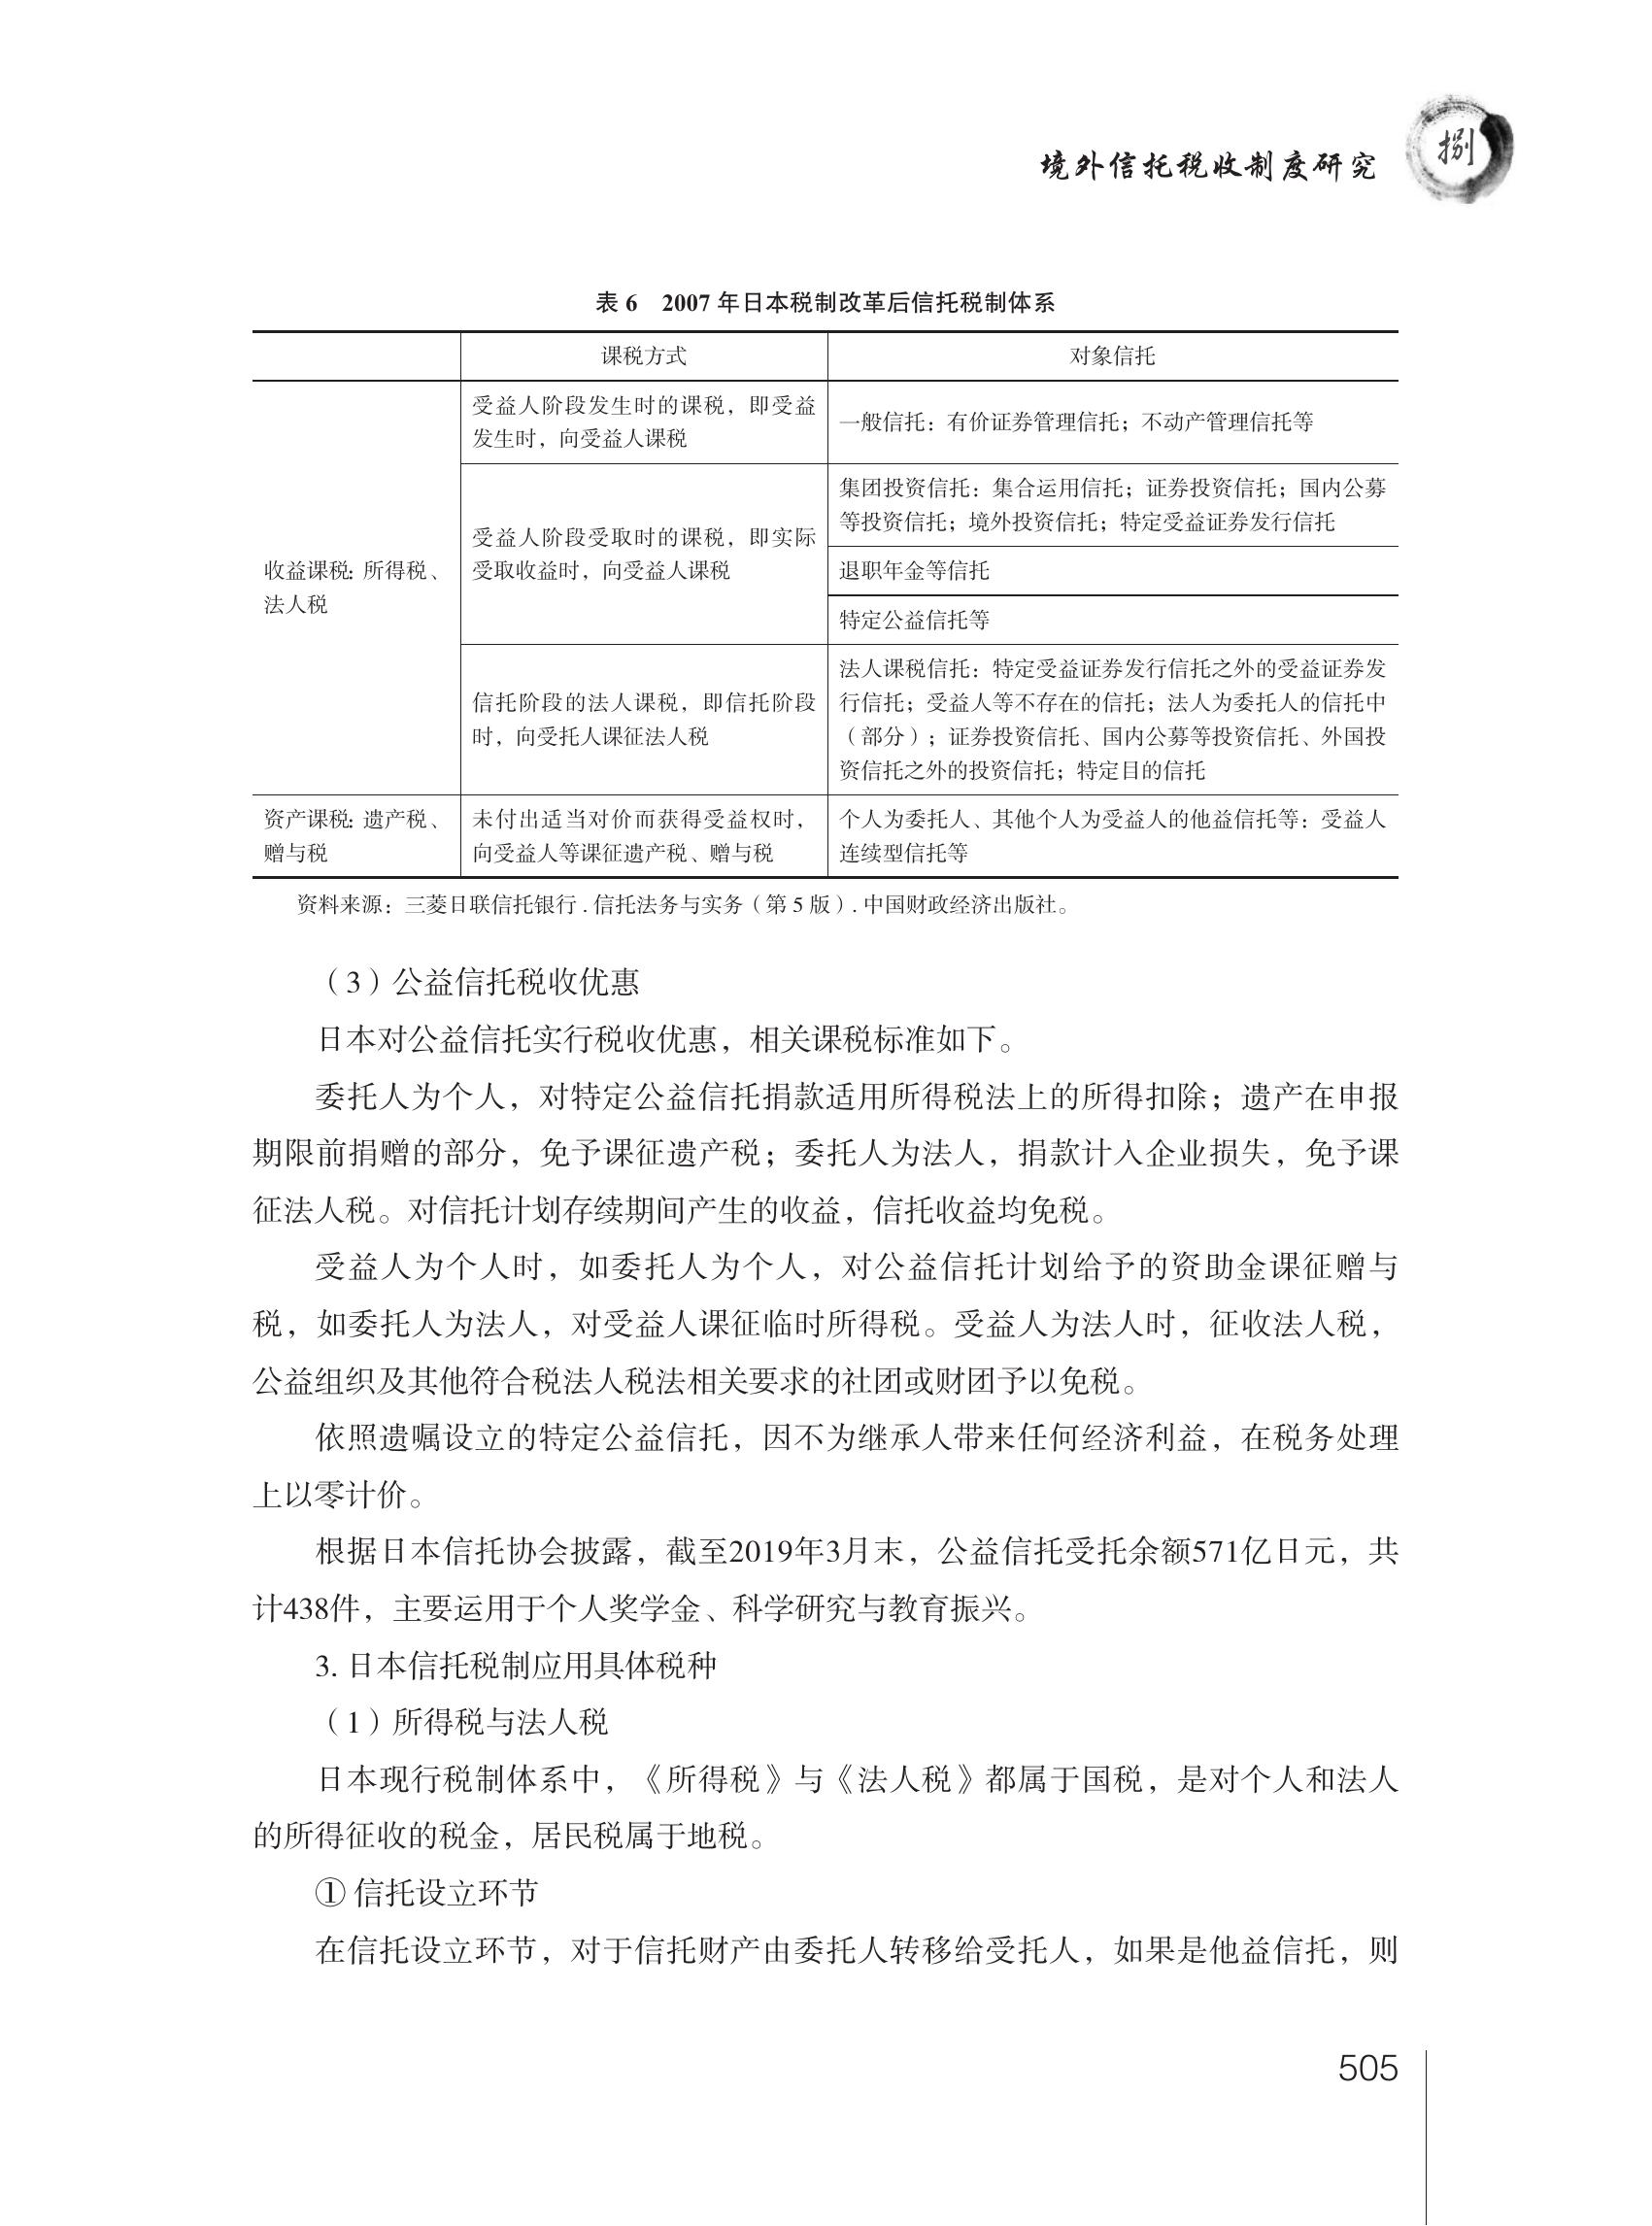 境外信托税收制度研究
捌
表 6 2007 年日本税制改革后信托税制体系
课税方式
对象信托
收益课税：所得税、
法人税
受益人阶段发生时的课税，即受益
发生时，向受益人课税
一般信托：有价证券管理信托；不动产管理信托等
受益人阶段受取时的课税，即实际
受取收益时，向受益人课税
集团投资信托：集合运用信托；证券投资信托；国内公募
等投资信托；境外投资信托；特定受益证券发行信托
退职年金等信托
特定公益信托等
信托阶段的法人课税，即信托阶段
时，向受托人课征法人税
法人课税信托：特定受益证券发行信托之外的受益证券发
行信托；受益人等不存在的信托；法人为委托人的信托中
（部分）；证券投资信托、国内公募等投资信托、外国投
资信托之外的投资信托；特定目的信托
资产课税：遗产税、
赠与税
未付出适当对价而获得受益权时，
向受益人等课征遗产税、赠与税
个人为委托人、其他个人为受益人的他益信托等：受益人
连续型信托等
资料来源：三菱日联信托银行 . 信托法务与实务（第 5 版）. 中国财政经济出版社。
（3）公益信托税收优惠
日本对公益信托实行税收优惠，相关课税标准如下。
委托人为个人，对特定公益信托捐款适用所得税法上的所得扣除；遗产在申报
期限前捐赠的部分，免予课征遗产税；委托人为法人，捐款计入企业损失，免予课
征法人税。对信托计划存续期间产生的收益，信托收益均免税。
受益人为个人时，如委托人为个人，对公益信托计划给予的资助金课征赠与
税，如委托人为法人，对受益人课征临时所得税。受益人为法人时，征收法人税，
公益组织及其他符合税法人税法相关要求的社团或财团予以免税。
依照遗嘱设立的特定公益信托，因不为继承人带来任何经济利益，在税务处理
上以零计价。
根据日本信托协会披露，截至2019年3月末，公益信托受托余额571亿日元，共
计438件，主要运用于个人奖学金、科学研究与教育振兴。
3. 日本信托税制应用具体税种
（1）所得税与法人税
日本现行税制体系中，《所得税》与《法人税》都属于国税，是对个人和法人
的所得征收的税金，居民税属于地税。
① 信托设立环节
在信托设立环节，对于信托财产由委托人转移给受托人，如果是他益信托，则
505